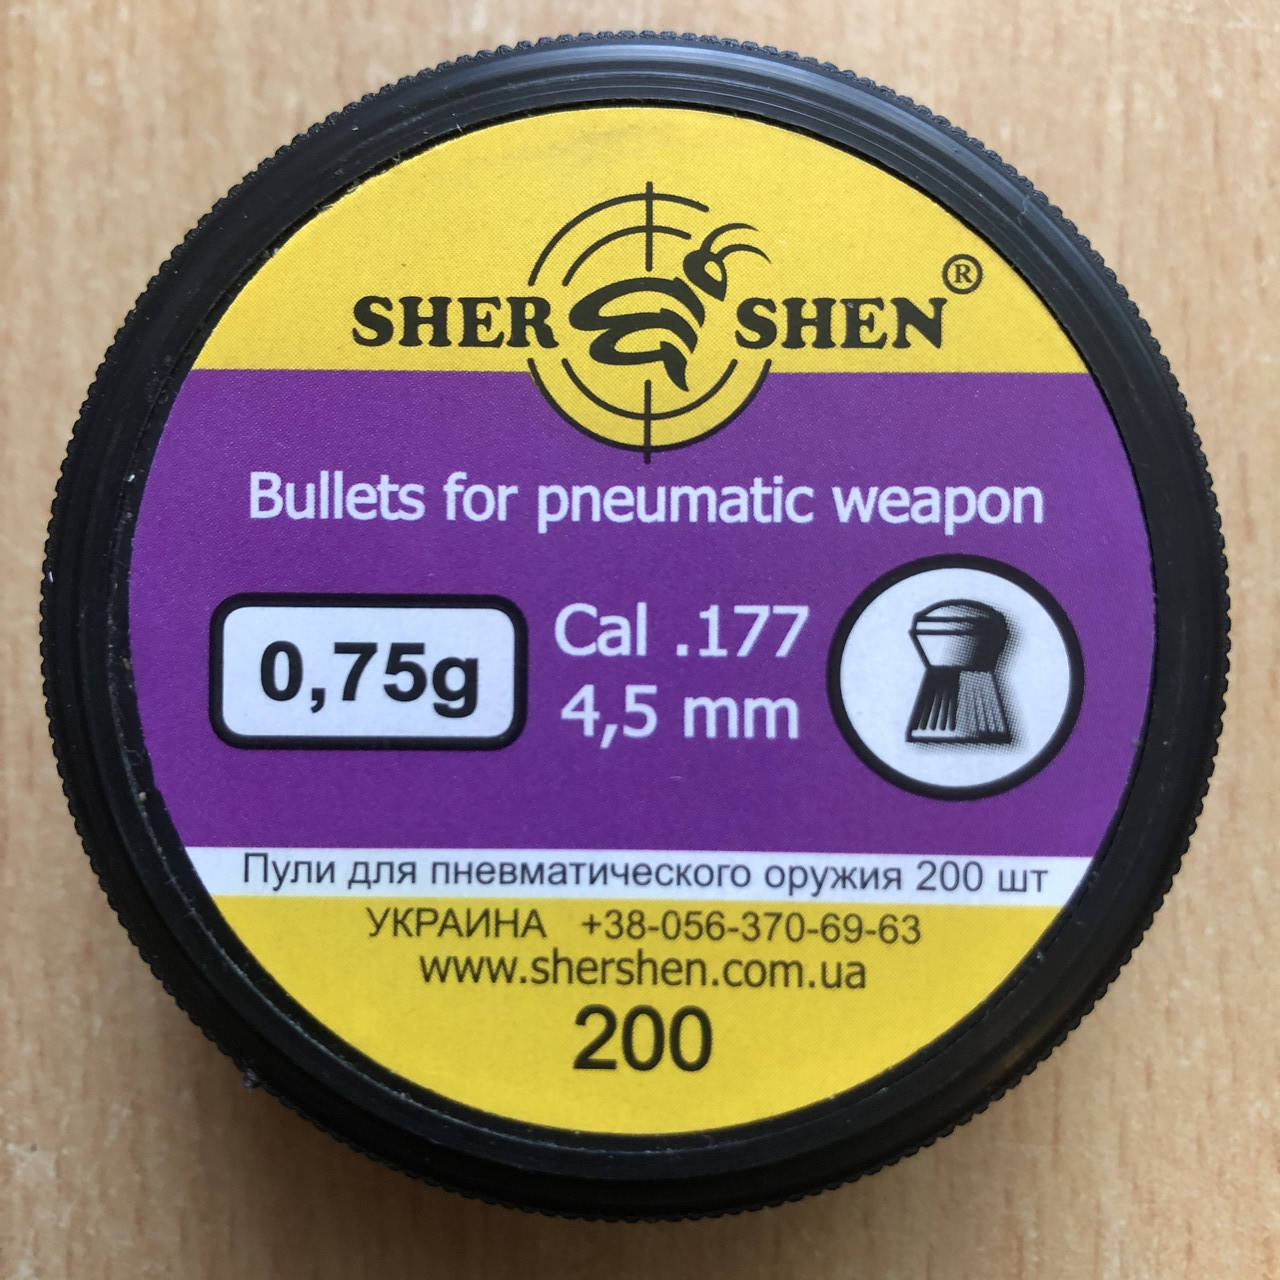 SHER SHEN®
Bullets for pneumatic weapon
0,75g
Cal .177
4,5 mm
Пули для пневматического оружия 200 шт
УКРАИНА +38-056-370-69-63
www.shershen.com.ua
200